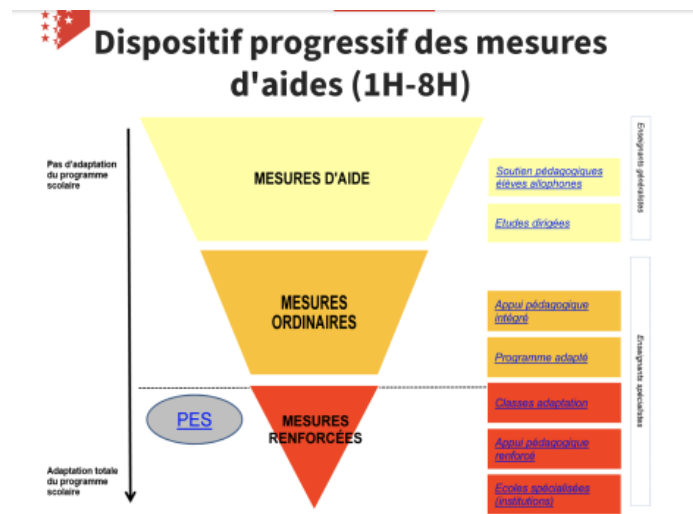 Dispositif progressif des mesures
d'aides (1H-8H)
Pas d'adaptation
du programme
scolaire
MESURES D'AIDE
Soutien pédagogiques
élèves allophones
Etudes dirigées
Enseignants généralistes
MESURES
ORDINAIRES
Appui pédagogique
intégré
Programme adapté
Enseignants spécialistes
PES
MESURES
RENFORCÉES
Classes adaptation
Appui pédagogique
renforcé
Ecoles spécialisées
(institutions)
Adaptation totale
du programme
scolaire